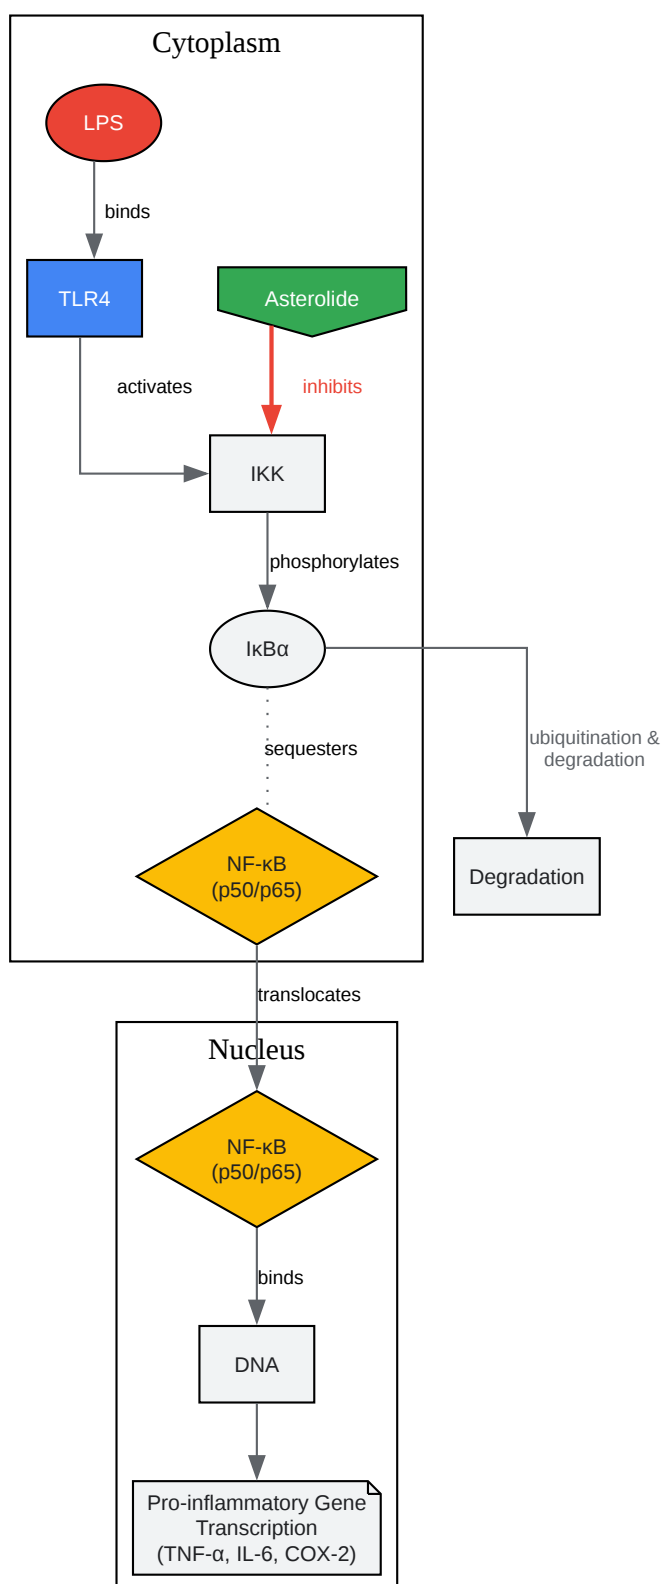 Cytoplasm
LPS
binds
TLR4
Asterolide
activates
inhibits
IKK
phosphorylates
IκBα
ubiquitination &
degradation
sequesters
NF-κB
(p50/p65)
Degradation
translocates
Nucleus
NF-κB
(p50/p65)
binds
DNA
Pro-inflammatory Gene
Transcription
(TNF-α, IL-6, COX-2)